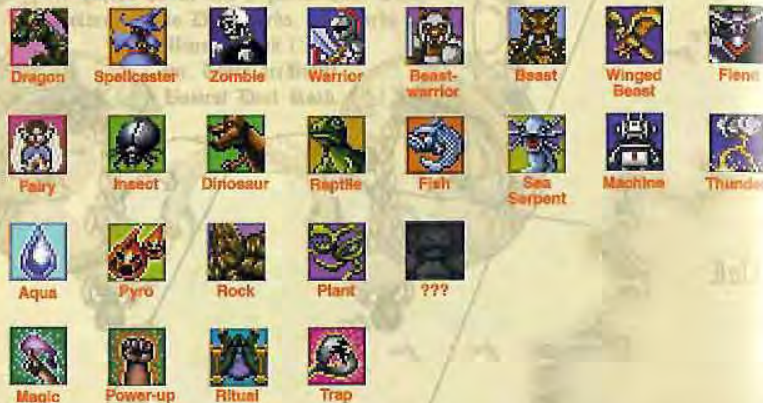 Dragon Spellcaster Zombie Warrior Beast-warrior Beast Winged Beast Fiend
Fairy Insect Dinosaur Reptile Fish Sea Serpent Machine Thunder
Aqua Pyro Rock Plant ???
Magic Power-up Ritual Trap